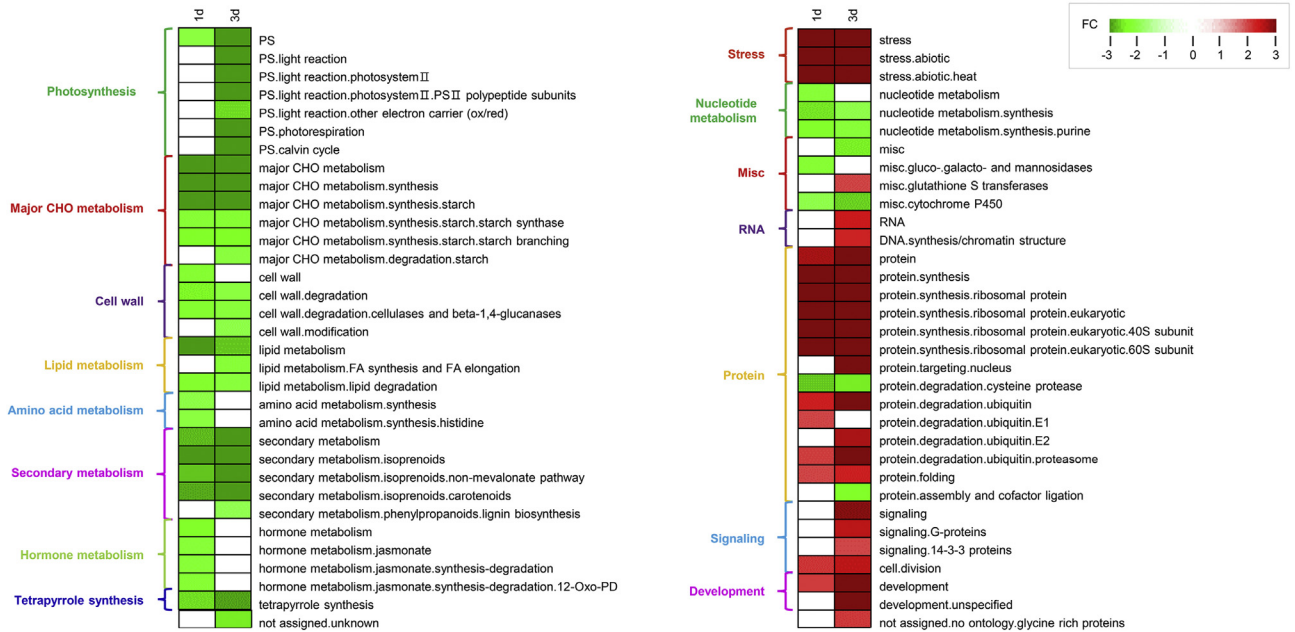 1d 3d
Photosynthesis
PS
PS.light reaction
PS.light reaction.photosystemⅡ
PS.light reaction.photosystemⅡ.PSⅡ polypeptide subunits
PS.light reaction.other electron carrier (ox/red)
PS.photorespiration
PS.calvin cycle
Major CHO metabolism
major CHO metabolism
major CHO metabolism.synthesis
major CHO metabolism.synthesis.starch
major CHO metabolism.synthesis.starch.starch synthase
major CHO metabolism.synthesis.starch.starch branching
major CHO metabolism.degradation.starch
Cell wall
cell wall
cell wall.degradation
cell wall.degradation.cellulases and beta-1,4-glucanases
cell wall.modification
Lipid metabolism
lipid metabolism
lipid metabolism.FA synthesis and FA elongation
lipid metabolism.lipid degradation
Amino acid metabolism
amino acid metabolism.synthesis
amino acid metabolism.synthesis.histidine
Secondary metabolism
secondary metabolism
secondary metabolism.isoprenoids
secondary metabolism.isoprenoids.non-mevalonate pathway
secondary metabolism.isoprenoids.carotenoids
secondary metabolism.phenylpropanoids.lignin biosynthesis
Hormone metabolism
hormone metabolism
hormone metabolism.jasmonate
hormone metabolism.jasmonate.synthesis-degradation
hormone metabolism.jasmonate.synthesis-degradation.12-Oxo-PD
Tetrapyrrole synthesis
tetrapyrrole synthesis
not assigned.unknown
1d 3d
FC
-3 -2 -1 0 1 2 3
Stress
stress
stress.abiotic
stress.abiotic.heat
Nucleotide
metabolism
nucleotide metabolism
nucleotide metabolism.synthesis
nucleotide metabolism.synthesis.purine
Misc
misc
misc.gluco-.galacto- and mannosidases
misc.glutathione S transferases
misc.cytochrome P450
RNA
RNA
DNA.synthesis/chromatin structure
Protein
protein
protein.synthesis
protein.synthesis.ribosomal protein
protein.synthesis.ribosomal protein.eukaryotic
protein.synthesis.ribosomal protein.eukaryotic.40S subunit
protein.synthesis.ribosomal protein.eukaryotic.60S subunit
protein.targeting.nucleus
protein.degradation.cysteine protease
protein.degradation.ubiquitin
protein.degradation.ubiquitin.E1
protein.degradation.ubiquitin.E2
protein.degradation.ubiquitin.proteasome
protein.folding
protein.assembly and cofactor ligation
Signaling
signaling
signaling.G-proteins
signaling.14-3-3 proteins
cell.division
Development
development
development.unspecified
not assigned.no ontology.glycine rich proteins